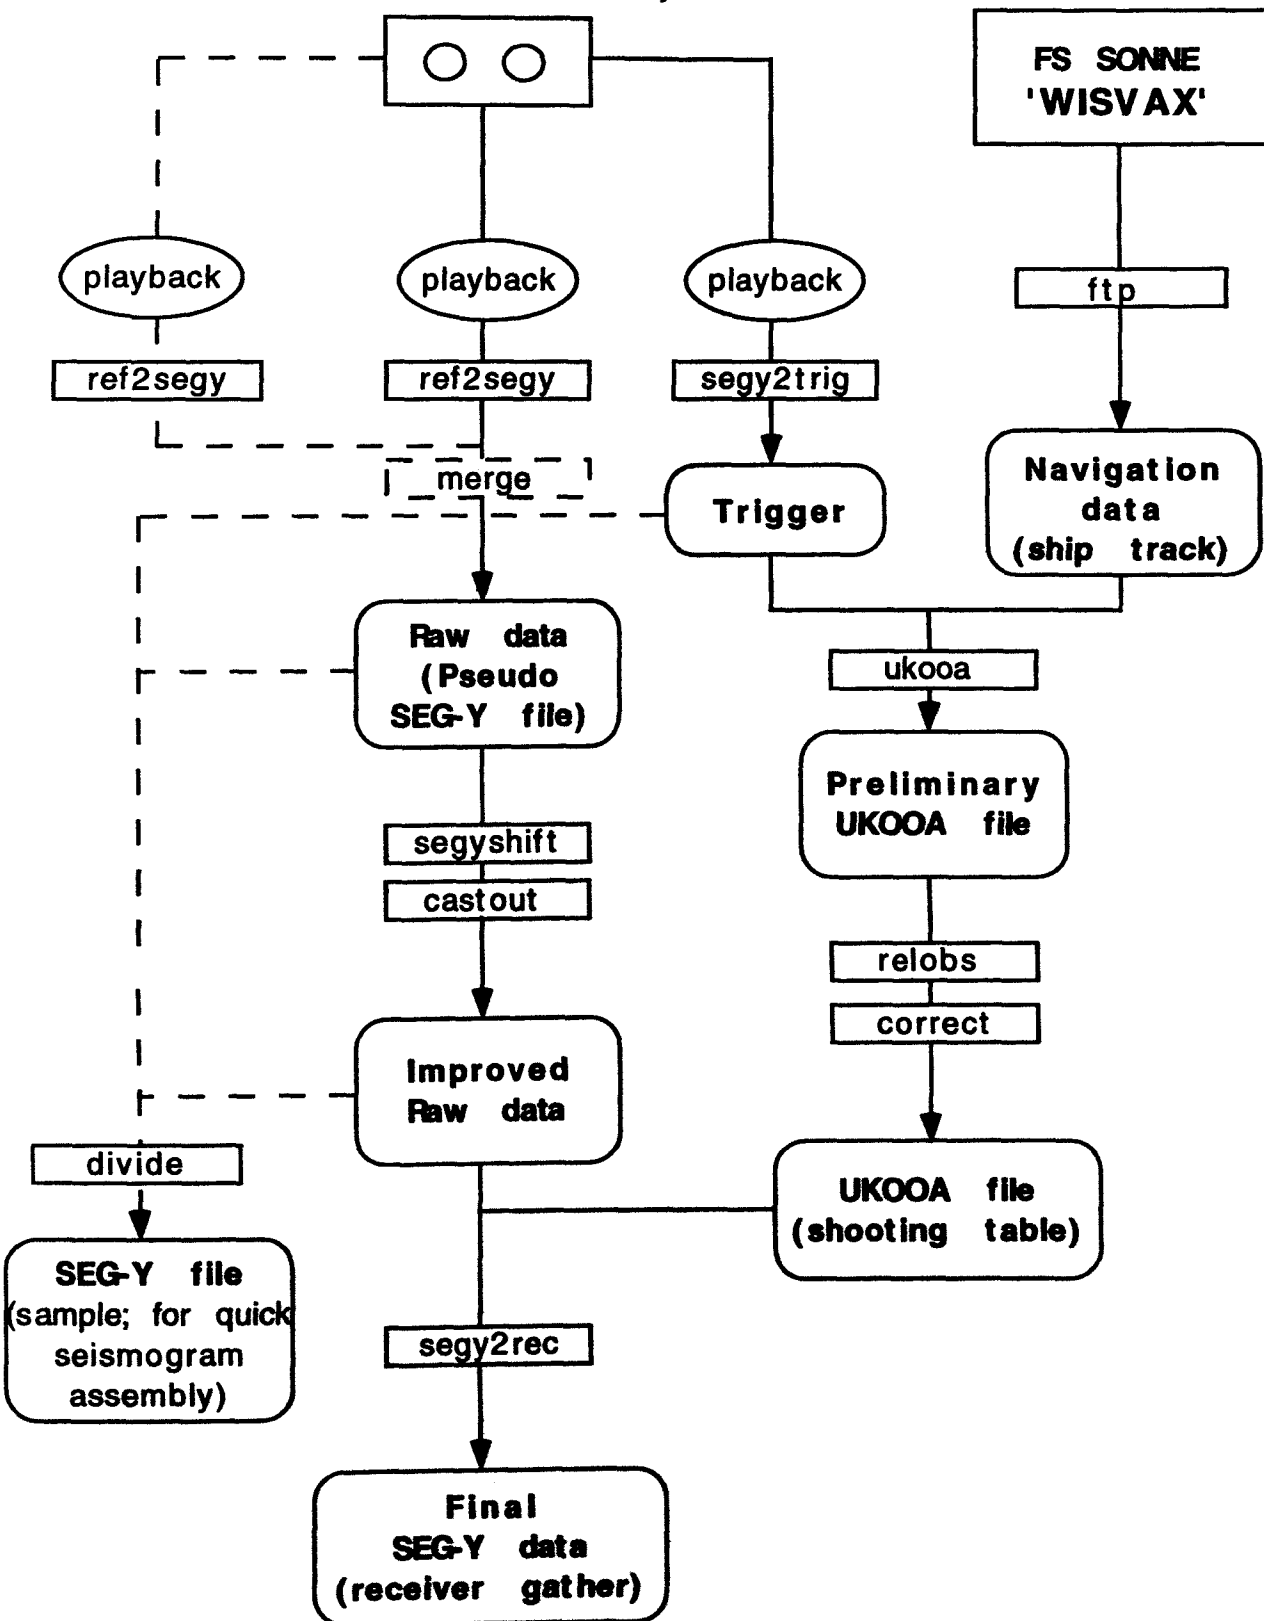 FS SONNE
'WISVAX'
playback
playback
playback
ftp
ref2segy
ref2segy
segy2trig
merge
Trigger
Navigation
data
(ship track)
Raw data
(Pseudo
SEG-Y file)
ukooa
Preliminary
UKOOA file
segyshift
castout
relobs
correct
Improved
Raw data
divide
UKOOA file
(shooting table)
SEG-Y file
(sample; for quick
seismogram
assembly)
segy2rec
Final
SEG-Y data
(receiver gather)